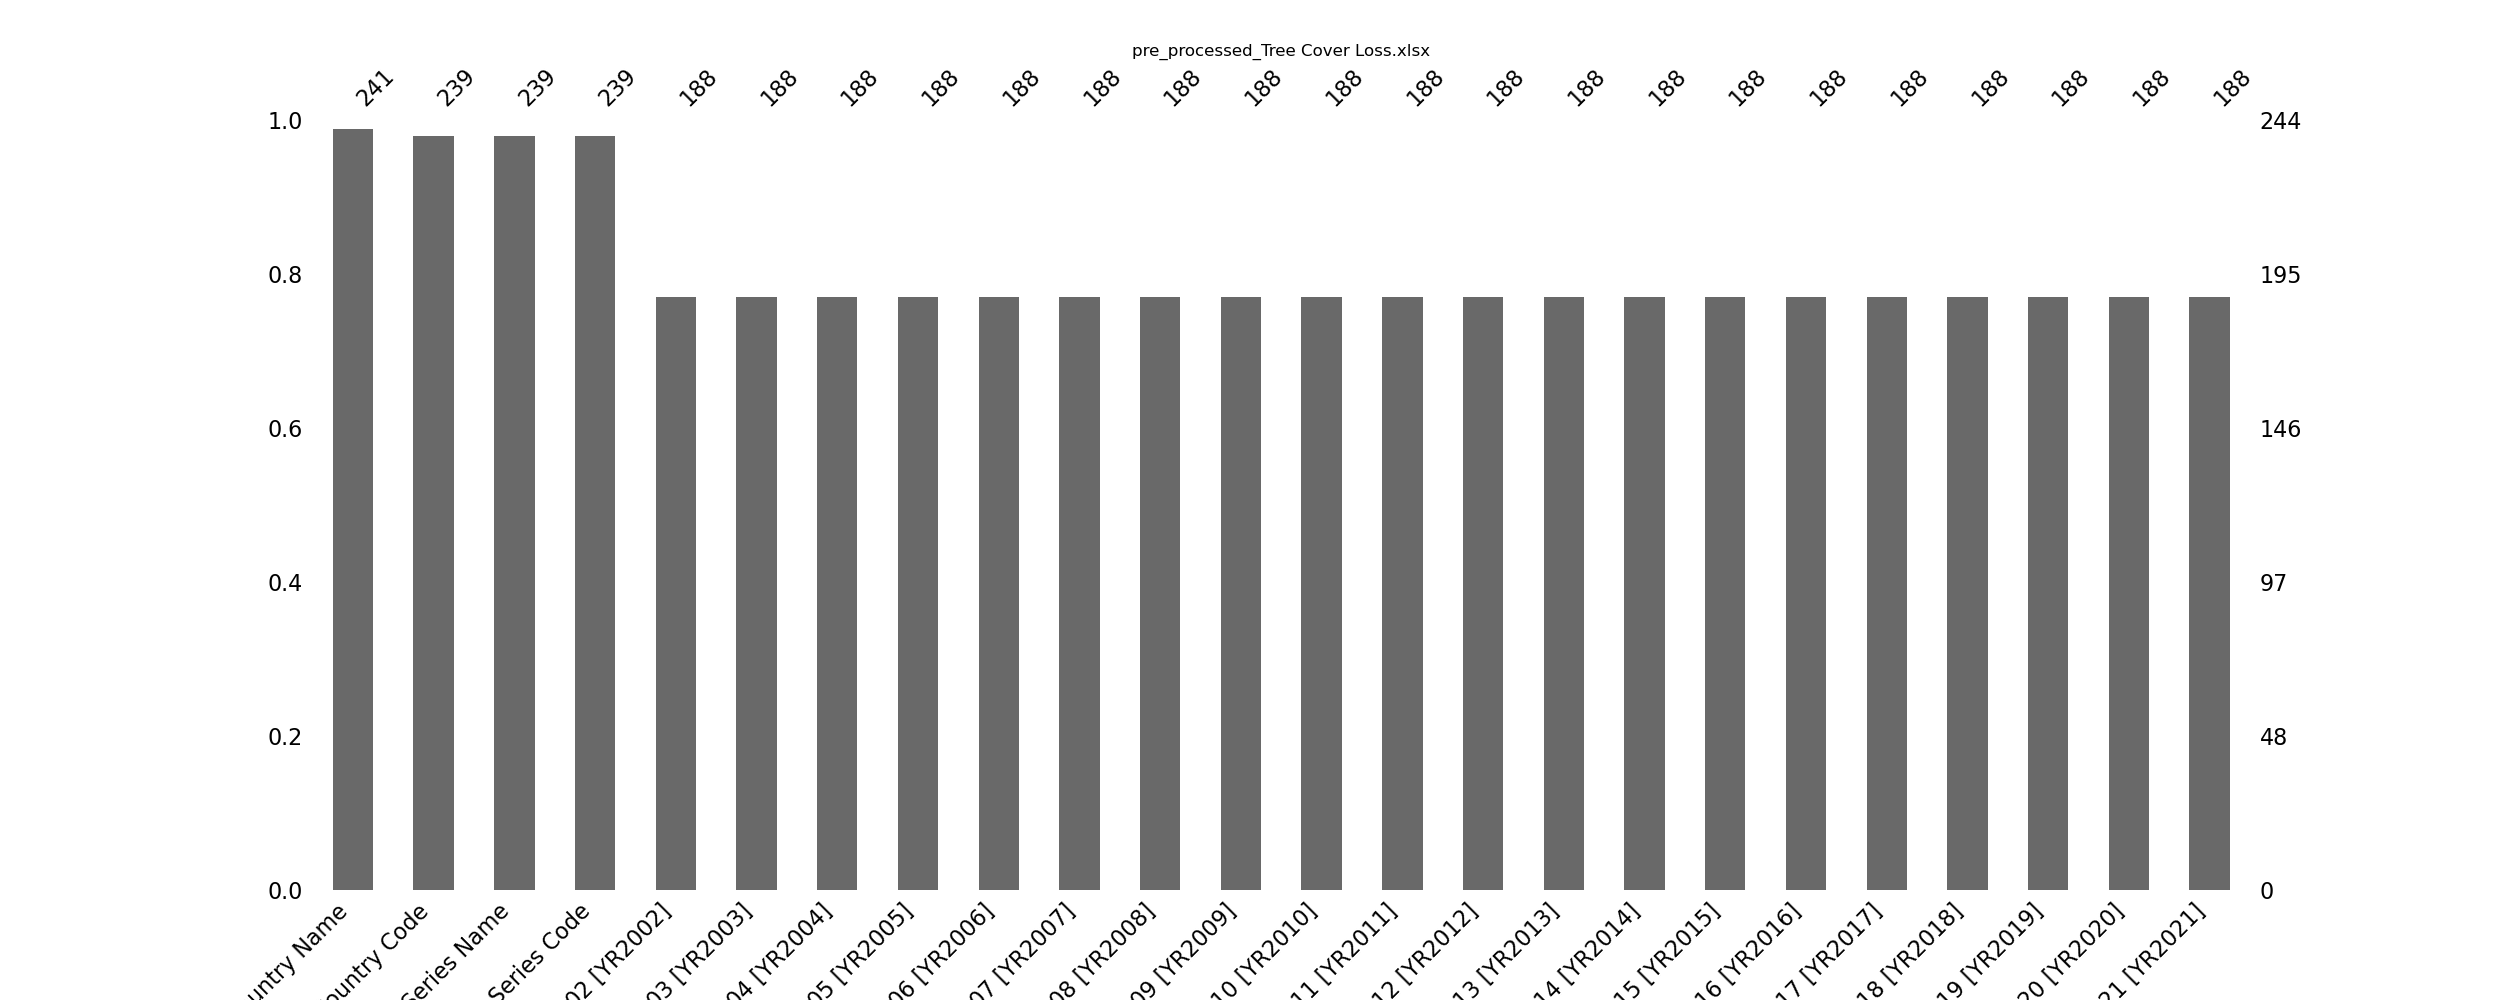 pre_processed_Tree Cover Loss.xlsx
241 239 239 239 188 188 188 188 188 188 188 188 188 188 188 188 188 188 188 188 188 188 188 188
1.0 244
0.8 195
0.6 146
0.4 97
0.2 48
0.0 0
untry Name
ountry Code
Series Name
Series Code
02 [YR2002]
03 [YR2003]
04 [YR2004]
05 [YR2005]
06 [YR2006]
07 [YR2007]
08 [YR2008]
09 [YR2009]
10 [YR2010]
11 [YR2011]
12 [YR2012]
13 [YR2013]
14 [YR2014]
15 [YR2015]
16 [YR2016]
17 [YR2017]
18 [YR2018]
19 [YR2019]
20 [YR2020]
21 [YR2021]